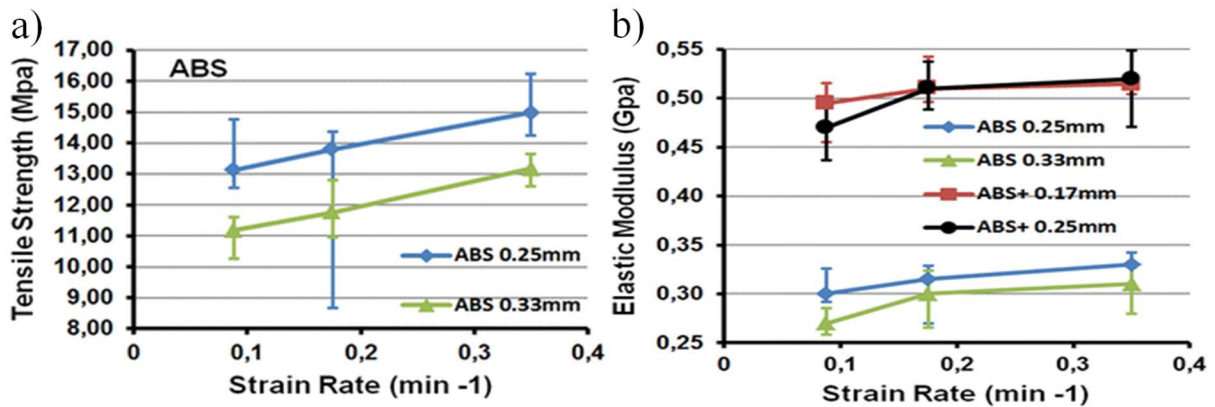 a)
17,00
16,00
15,00
14,00
13,00
12,00
11,00
10,00
9,00
8,00
Tensile Strength (Mpa)
ABS
ABS 0.25mm
ABS 0.33mm
0
0,1
0,2
0,3
0,4
Strain Rate (min -1)
b)
0,55
0,50
0,45
0,40
0,35
0,30
0,25
Elastic Modlulus (Gpa)
ABS 0.25mm
ABS 0.33mm
ABS+ 0.17mm
ABS+ 0.25mm
0
0,1
0,2
0,3
0,4
Strain Rate (min -1)